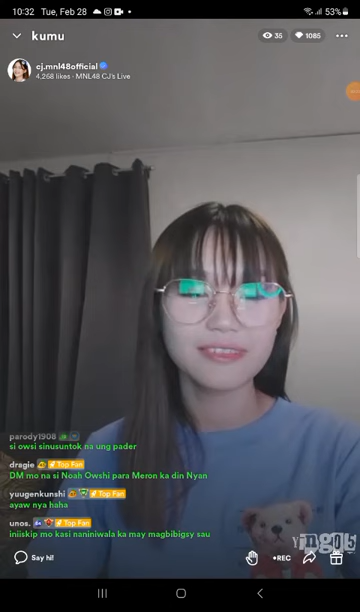 10:32 Tue, Feb 28
53%
kumu
35
1085
cj.mnl48official
4,268 likes · MNL48 CJ's Live
parody1908
si owsi sinusuntok na ung pader
dragie Top Fan
DM mo na si Noah Owshi para Meron ka din Nyan
yuugenkunshi Top Fan
ayaw nya haha
unos. Top Fan
iniiskip mo kasi naniniwala ka may magbibigsy sau
Say hi!
•REC